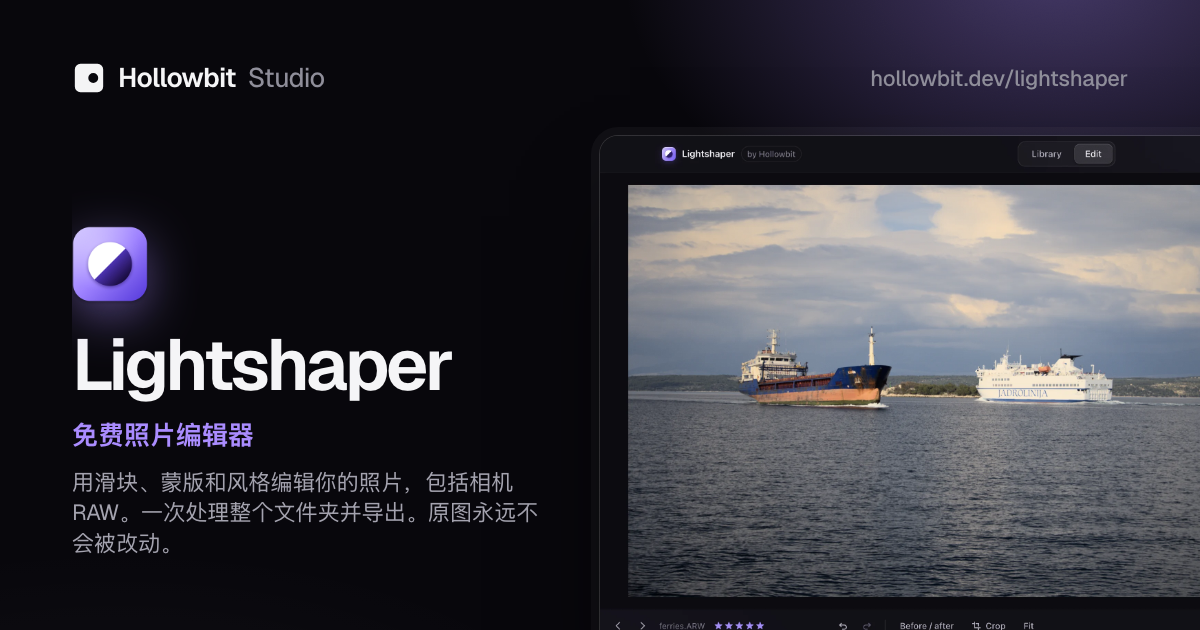 Hollowbit Studio
hollowbit.dev/lightshaper
Lightshaper by Hollowbit
Library Edit
JADROLINIJA
Lightshaper
免费照片编辑器
用滑块、蒙版和风格编辑你的照片，包括相机
RAW。一次处理整个文件夹并导出。原图永远不
会被改动。
ferries.ARW ★★★★★ Before / after Crop Fit